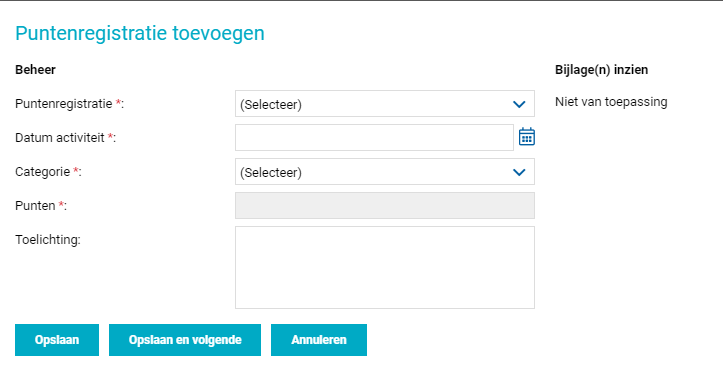 Puntenregistratie toevoegen
Beheer
Bijlage(n) inzien
Puntenregistratie *:
(Selecteer)
Niet van toepassing
Datum activiteit *:
Categorie *:
(Selecteer)
Punten *:
Toelichting:
Opslaan
Opslaan en volgende
Annuleren